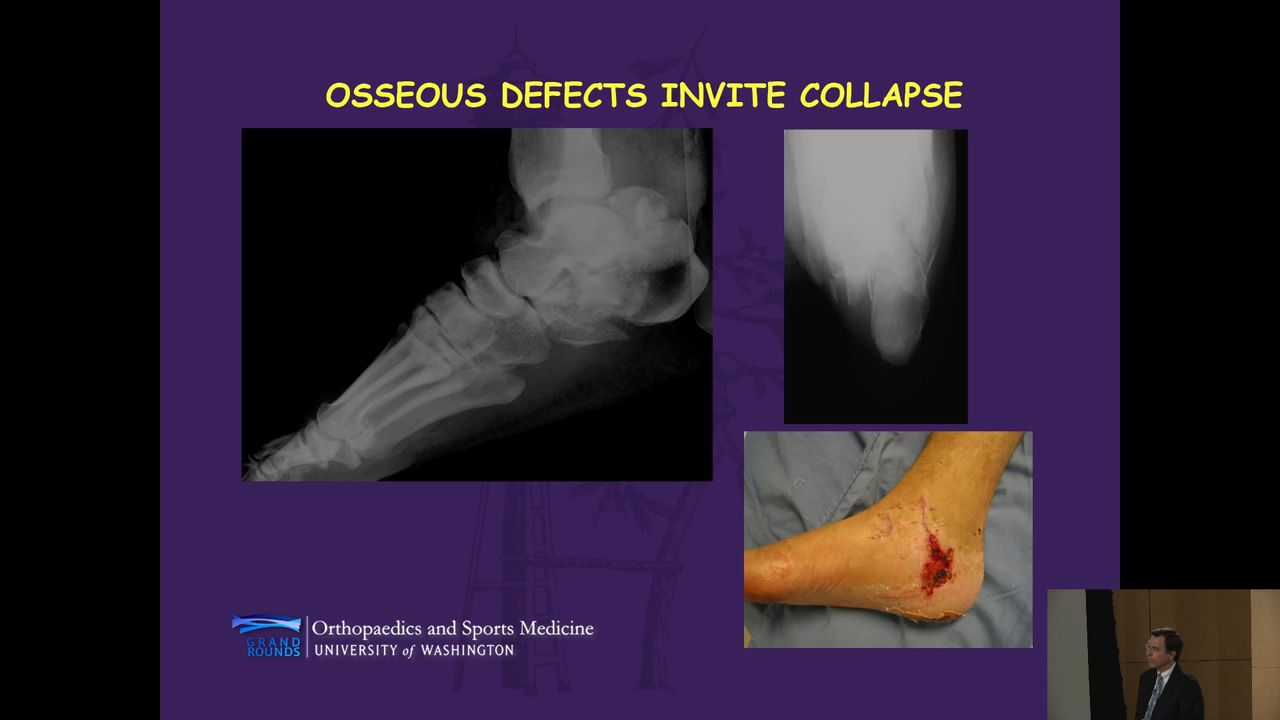 OSSEOUS DEFECTS INVITE COLLAPSE
GRAND
ROUNDS
Orthopaedics and Sports Medicine
UNIVERSITY of WASHINGTON